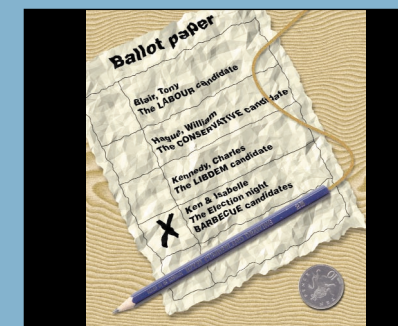 Ballot paper
Blair, Tony
The LABOUR candidate
Hague, William
The CONSERVATIVE candidate
Kennedy, Charles
The LIBDEM candidate
Ken & Isabelle
The Election night
BARBECUE candidates
X